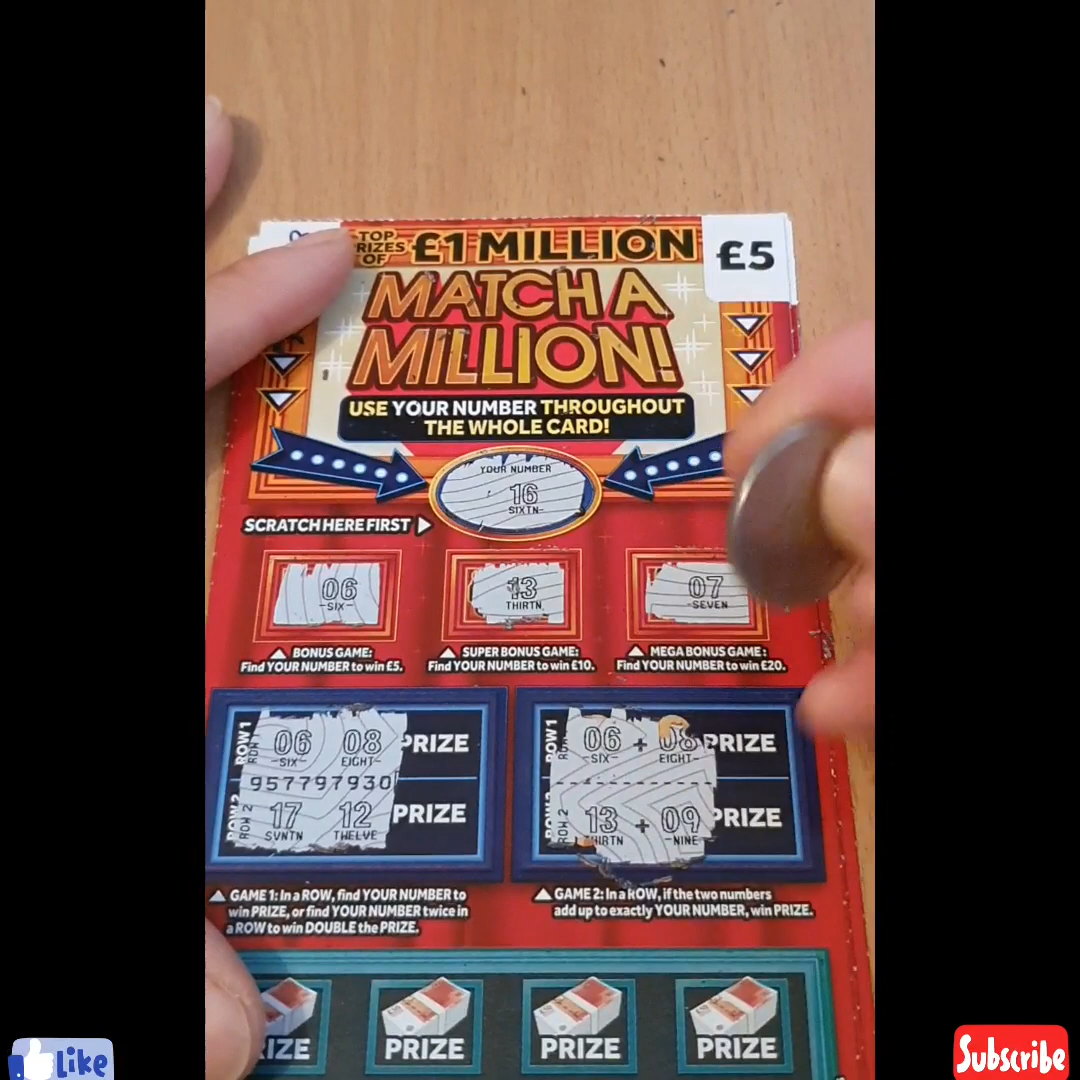 TOP
PRIZES
OF
£1 MILLION
£5
MATCH A
MILLION!
USE YOUR NUMBER THROUGHOUT
THE WHOLE CARD!
YOUR NUMBER
16
SIXTN
SCRATCH HERE FIRST
06
-SIX-
13
THIRTN
07
-SEVEN
BONUS GAME:
Find YOUR NUMBER to win £5.
SUPER BONUS GAME:
Find YOUR NUMBER to win £10.
MEGA BONUS GAME:
Find YOUR NUMBER to win £20.
ROW 1
06 08 PRIZE
-SIX- EIGHT-
957797930
ROW 2
17 12 PRIZE
SVNTN TWELVE
ROW 1
06 + 08 PRIZE
-SIX- EIGHT-
ROW 2
13 + 09 PRIZE
THIRTN -NINE
GAME 1: In a ROW, find YOUR NUMBER to
win PRIZE, or find YOUR NUMBER twice in
a ROW to win DOUBLE the PRIZE.
GAME 2: In a ROW, if the two numbers
add up to exactly YOUR NUMBER, win PRIZE.
PRIZE PRIZE PRIZE PRIZE
Like
Subscribe